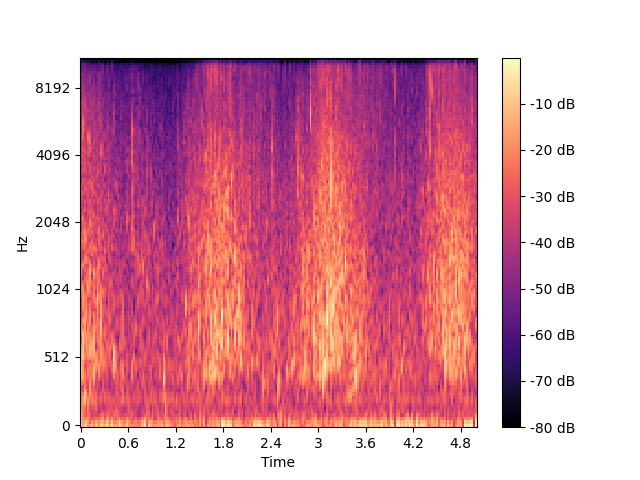 8192
4096
2048
1024
512
0
Hz
0 0.6 1.2 1.8 2.4 3 3.6 4.2 4.8
Time
-10 dB
-20 dB
-30 dB
-40 dB
-50 dB
-60 dB
-70 dB
-80 dB